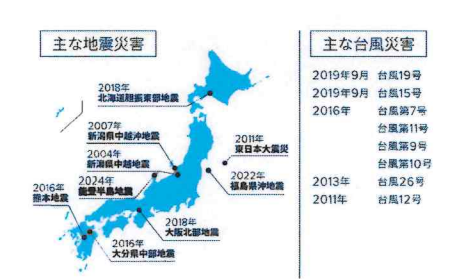 主な地震災害
2018年
北海道胆振東部地震
2007年
新潟県中越沖地震
2004年
新潟県中越地震
2024年
能登半島地震
2016年
熊本地震
2011年
東日本大震災
2022年
福島県沖地震
2018年
大阪北部地震
2016年
大分県中部地震
主な台風災害
2019年9月 台風19号
2019年9月 台風15号
2016年 台風第7号
台風第11号
台風第9号
台風第10号
2013年 台風26号
2011年 台風12号